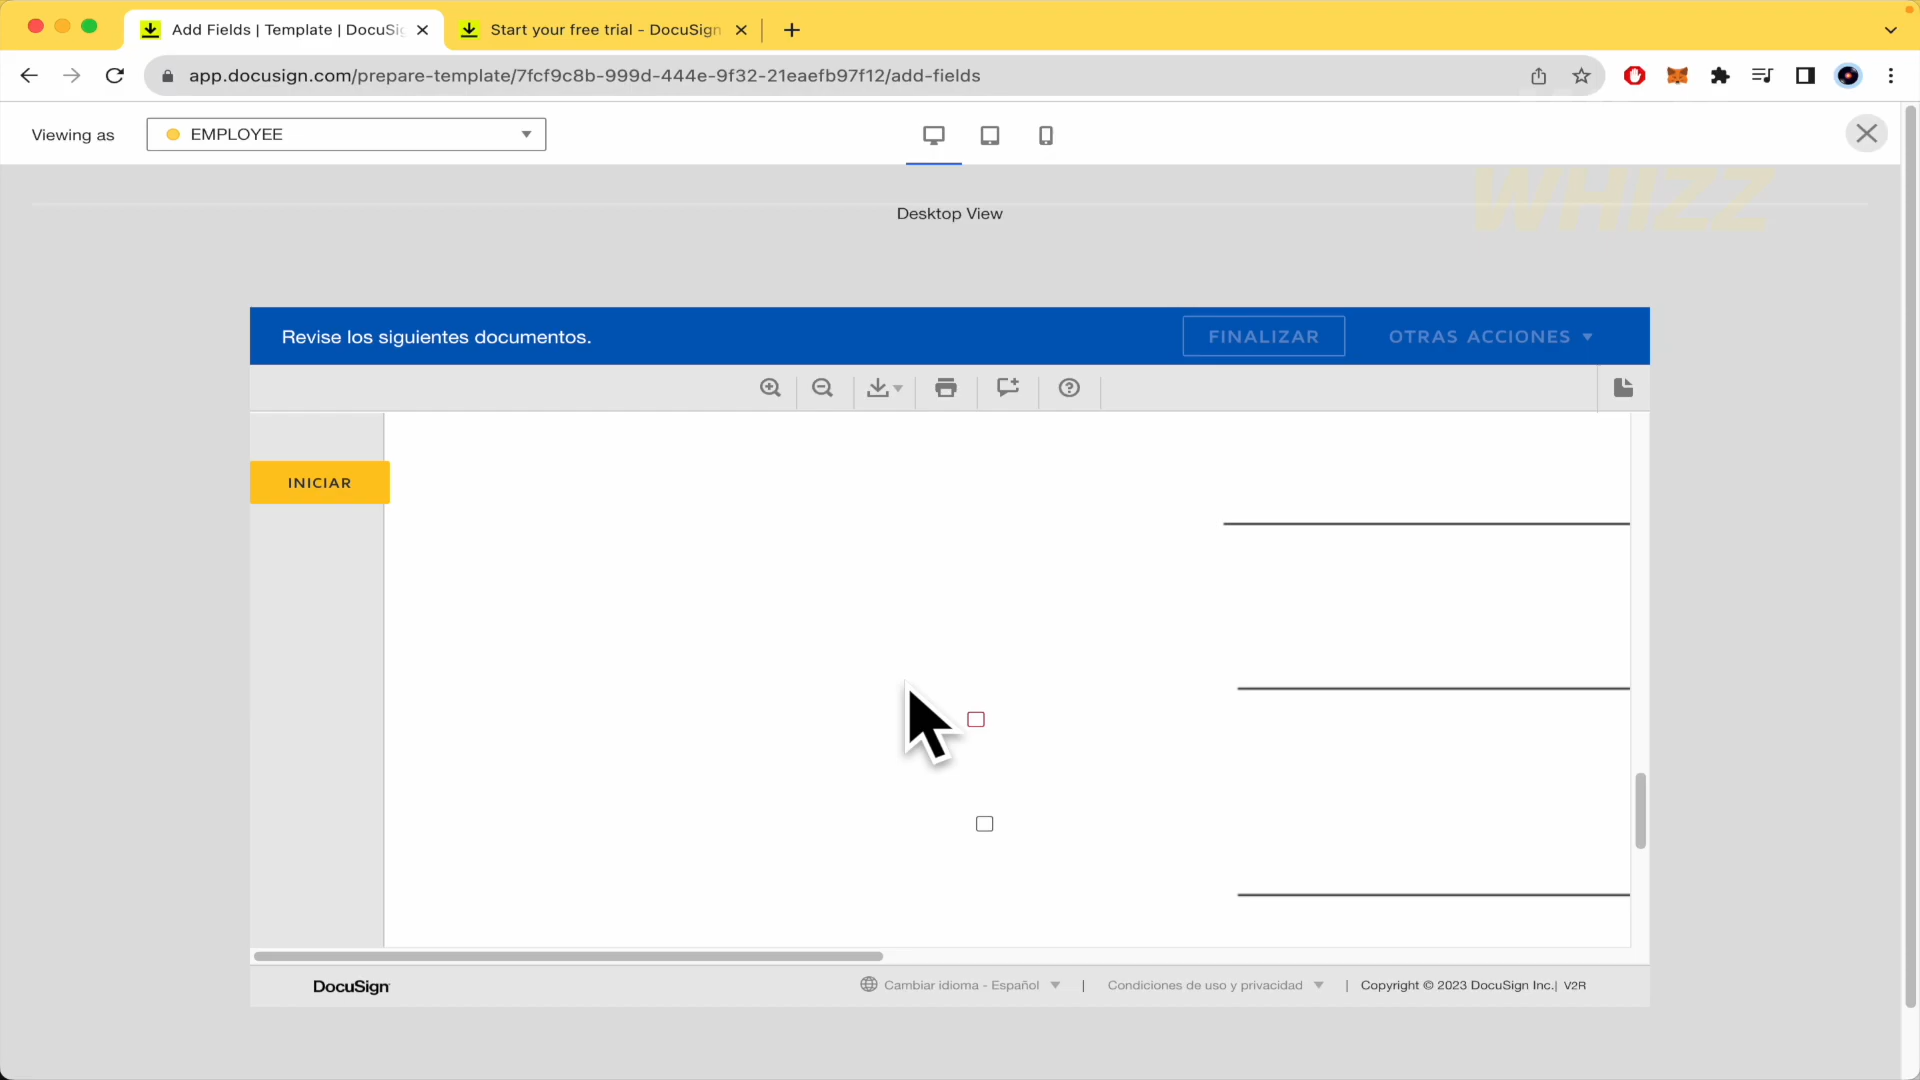 Add Fields | Template | DocuSig
Start your free trial - DocuSign
app.docusign.com/prepare-template/7fcf9c8b-999d-444e-9f32-21eaefb97f12/add-fields
Viewing as
EMPLOYEE
WHIZZ
Desktop View
Revise los siguientes documentos.
FINALIZAR
OTRAS ACCIONES
INICIAR
DocuSign
Cambiar idioma - Español
|
Condiciones de uso y privacidad
| Copyright © 2023 DocuSign Inc. | V2R